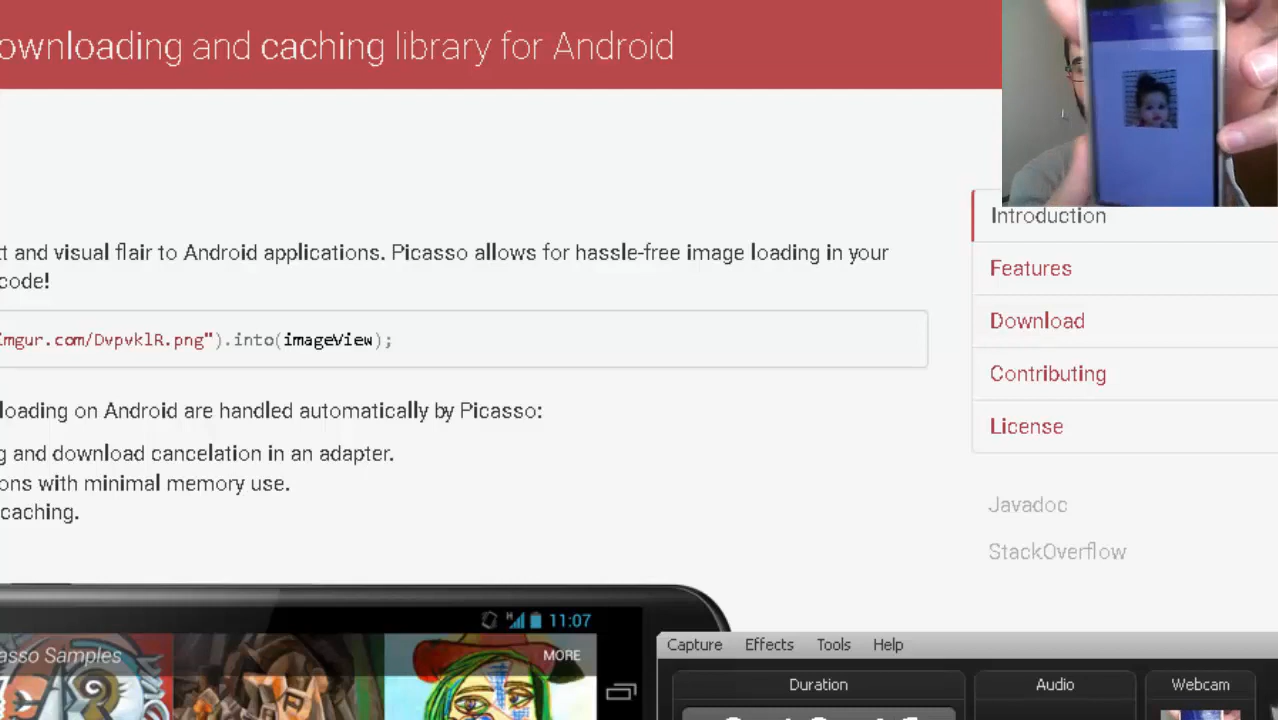 ownloading and caching library for Android
and visual flair to Android applications. Picasso allows for hassle-free image loading in your
code!
imgur.com/DvpvklR.png").into(imageView);
loading on Android are handled automatically by Picasso:
and download cancelation in an adapter.
ons with minimal memory use.
caching.
Introduction
Features
Download
Contributing
License
Javadoc
StackOverflow
H 11:07
asso Samples
MORE
Capture Effects Tools Help
Duration Audio Webcam